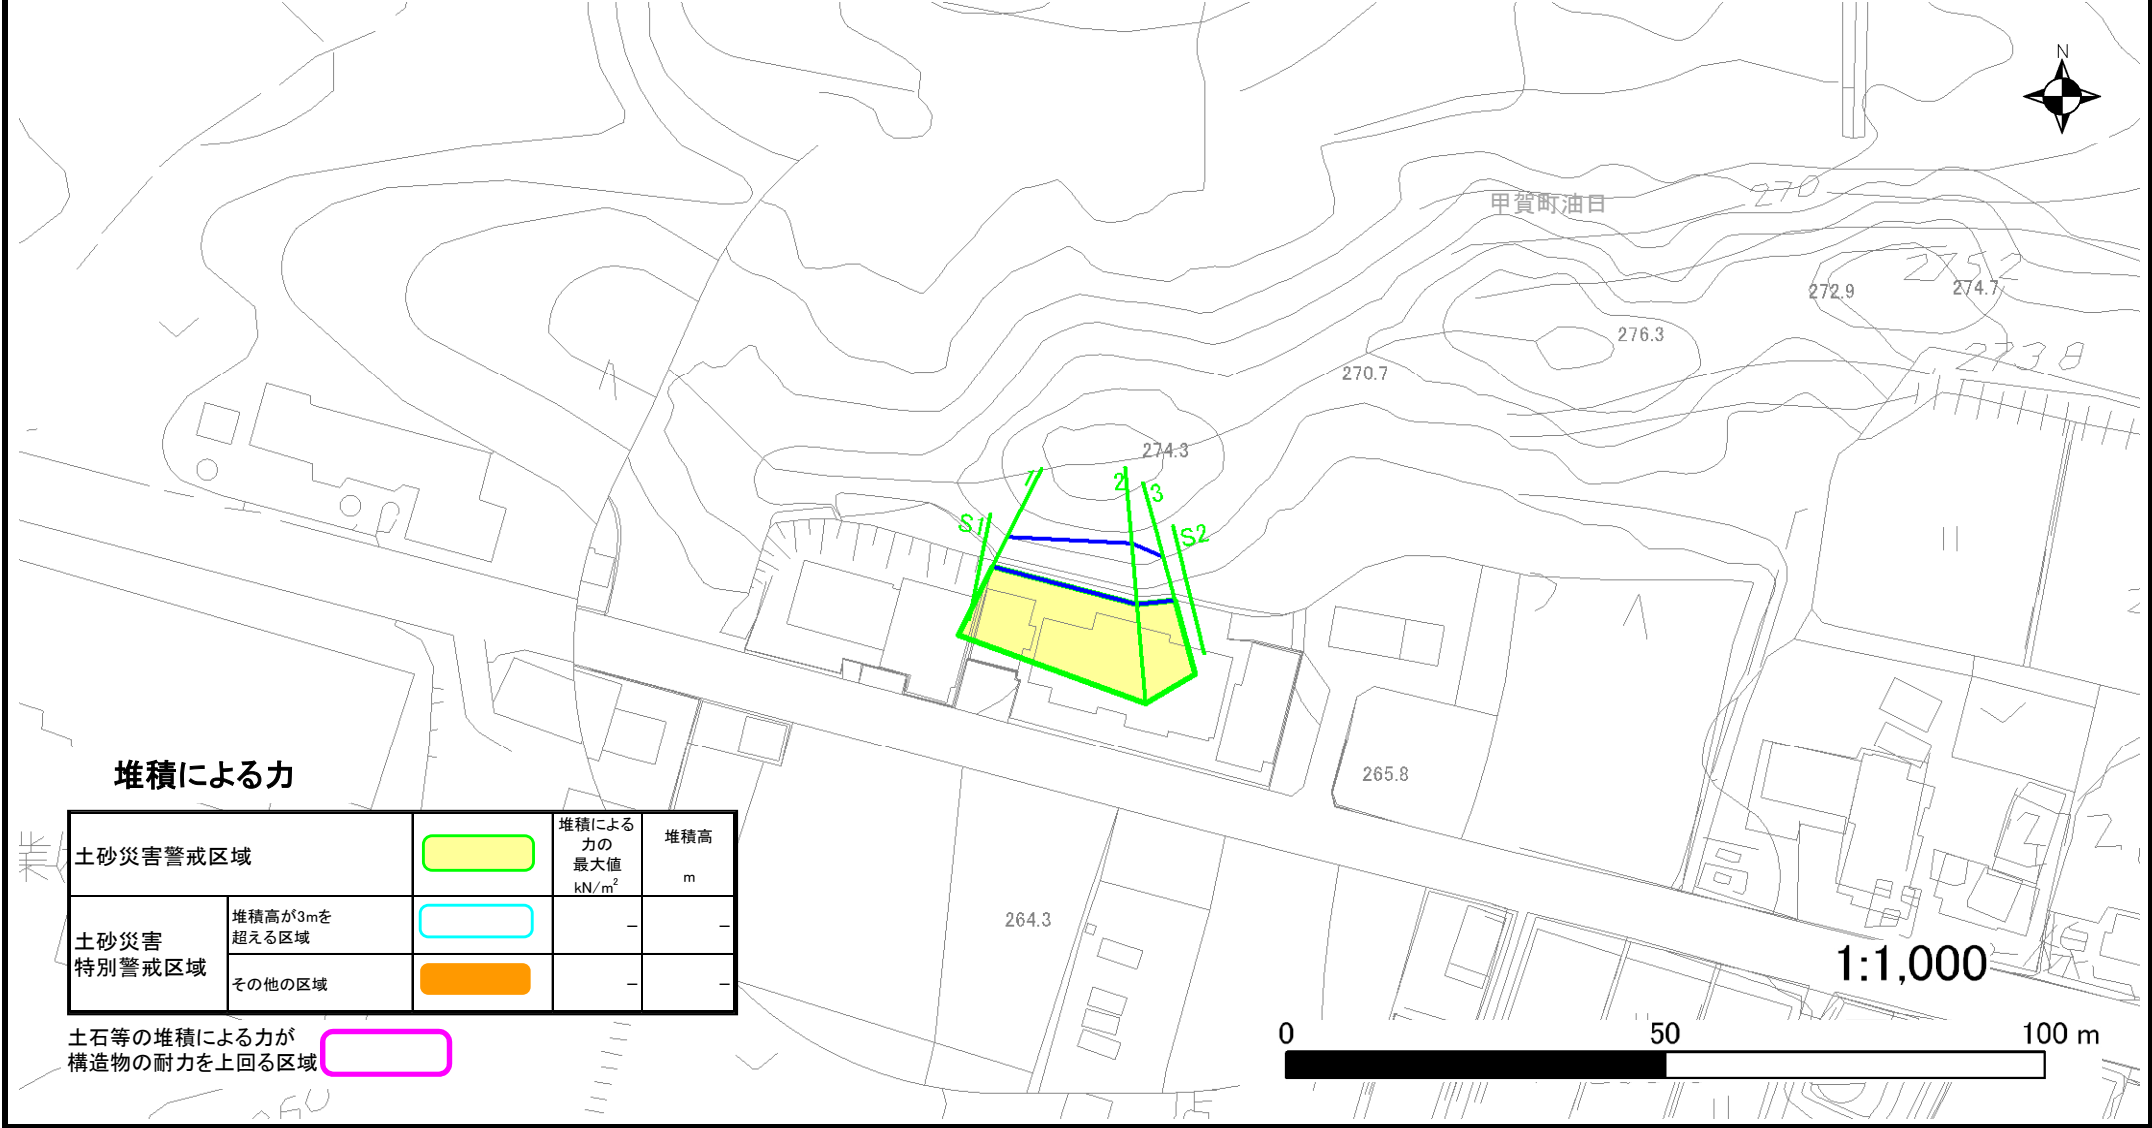 N
甲賀町油日
270
272.9
274.7
276.3
270.7
274.3
1
2
3
S1
S2
265.8
264.3
堆積による力
土砂災害警戒区域
堆積による
力の
最大値
kN/m²
堆積高
m
土砂災害
特別警戒区域
堆積高が3mを
超える区域
－
－
その他の区域
－
－
土石等の堆積による力が
構造物の耐力を上回る区域
1:1,000
0
50
100 m